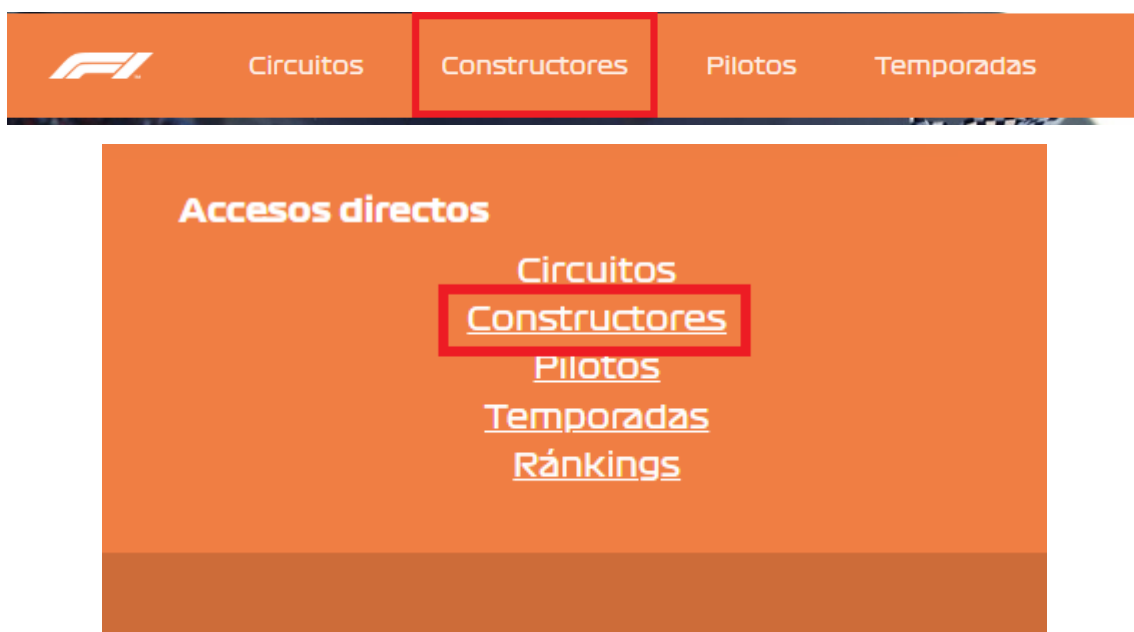 Circuitos Constructores Pilotos Temporadas
Accesos directos
Circuitos
Constructores
Pilotos
Temporadas
Ránkings